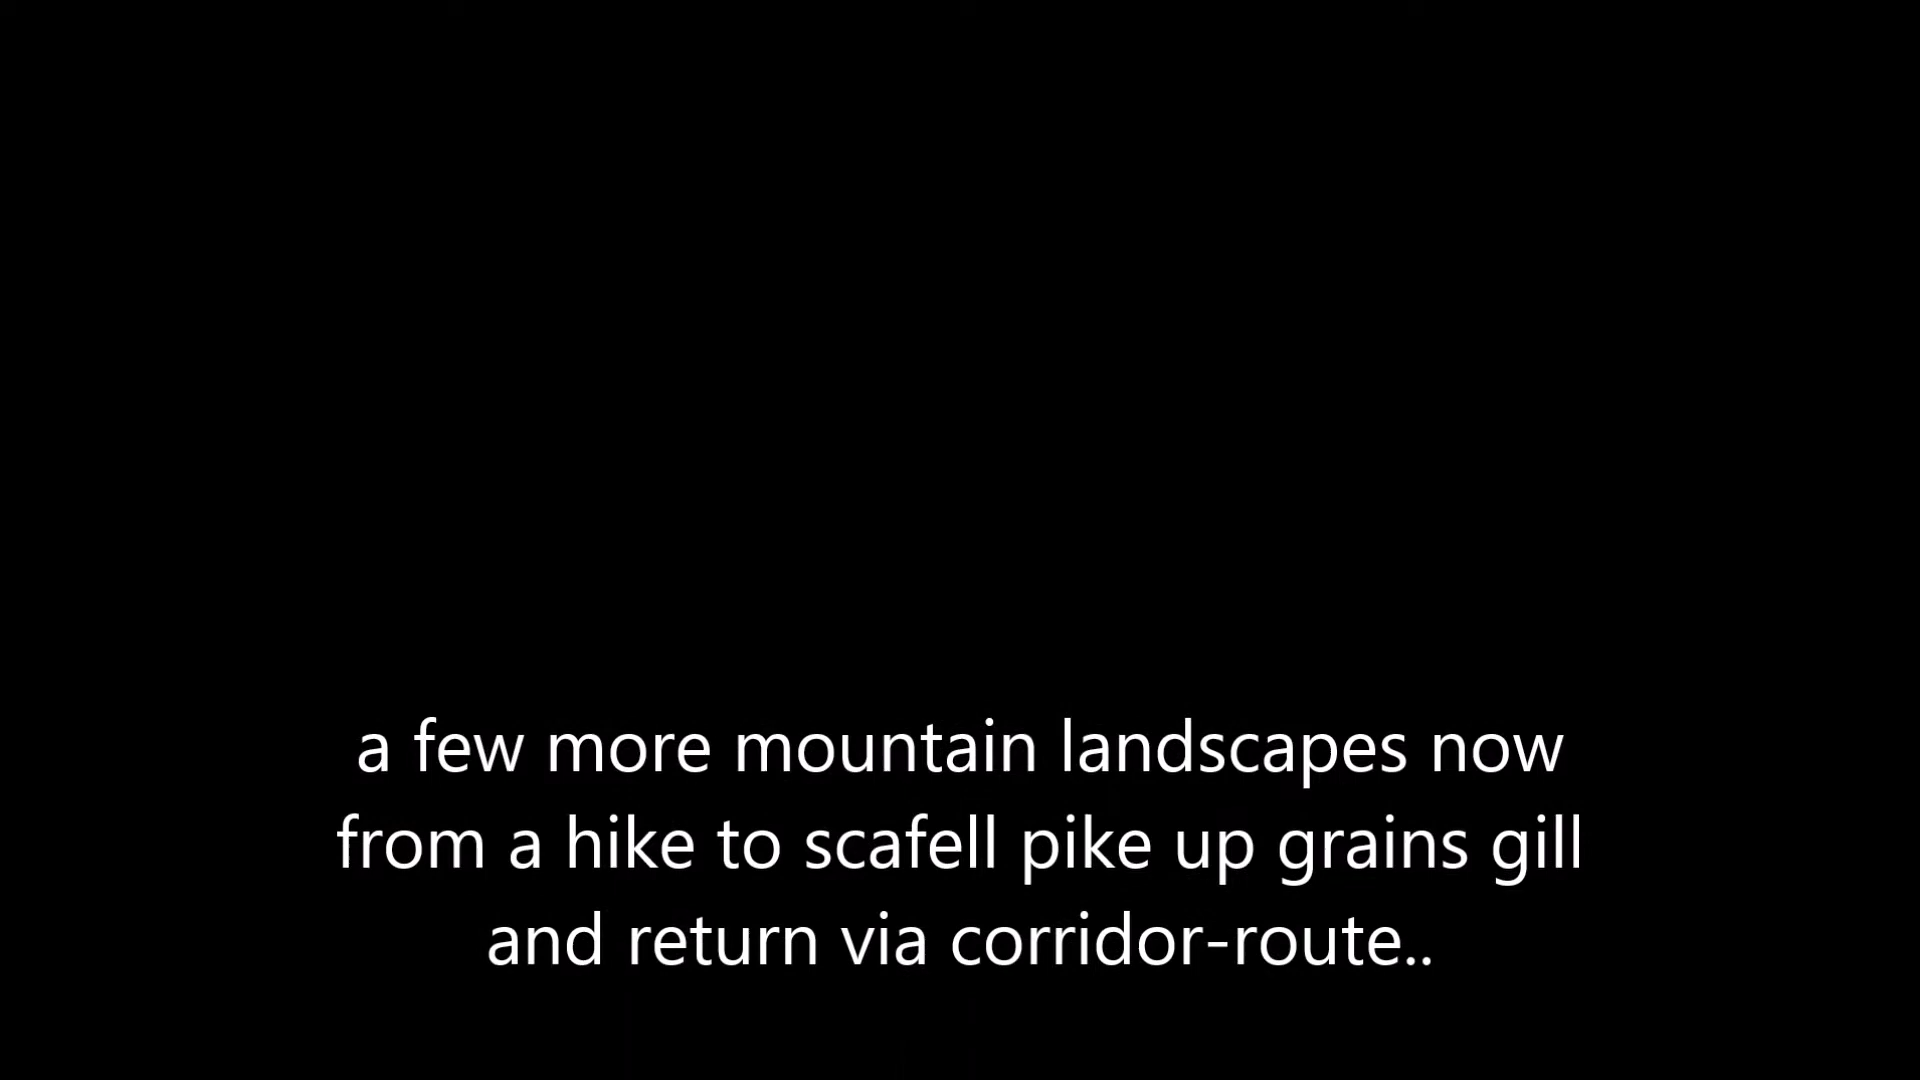 a few more mountain landscapes now
from a hike to scafell pike up grains gill
and return via corridor-route..